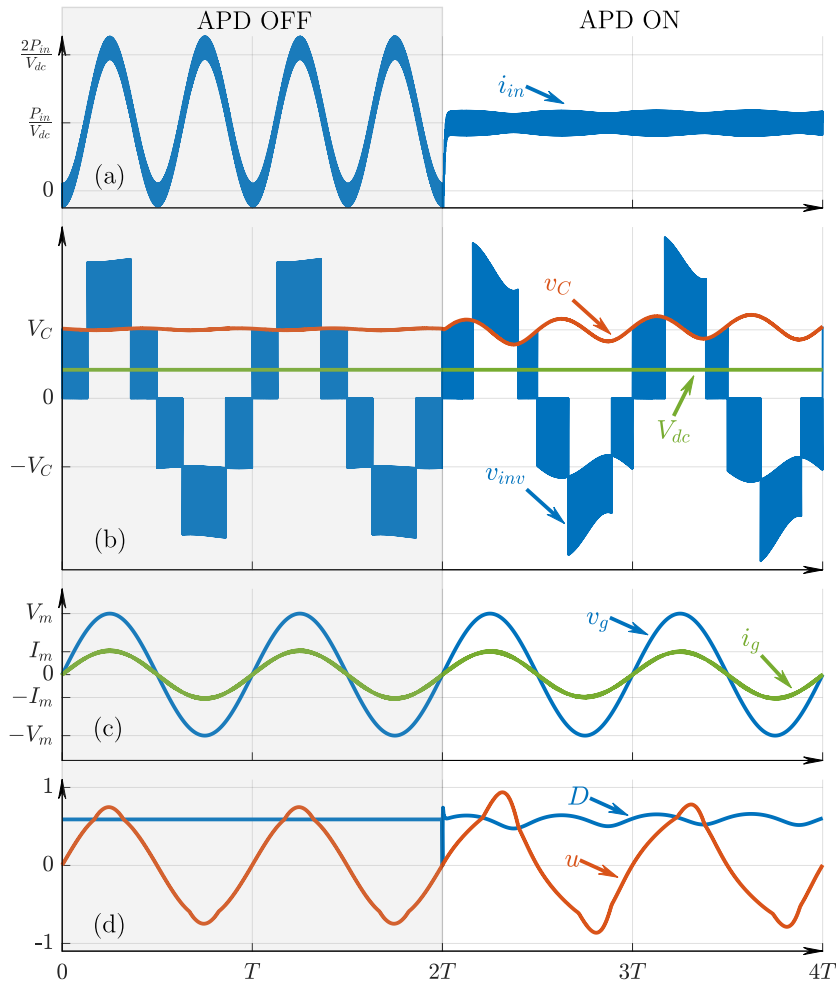 APD OFF
APD ON
2P_in/V_dc
P_in/V_dc
0
i_in
(a)
V_C
0
−V_C
v_C
V_dc
v_inv
(b)
V_m
I_m
0
−I_m
−V_m
v_g
i_g
(c)
1
0
-1
D
u
(d)
0
T
2T
3T
4T